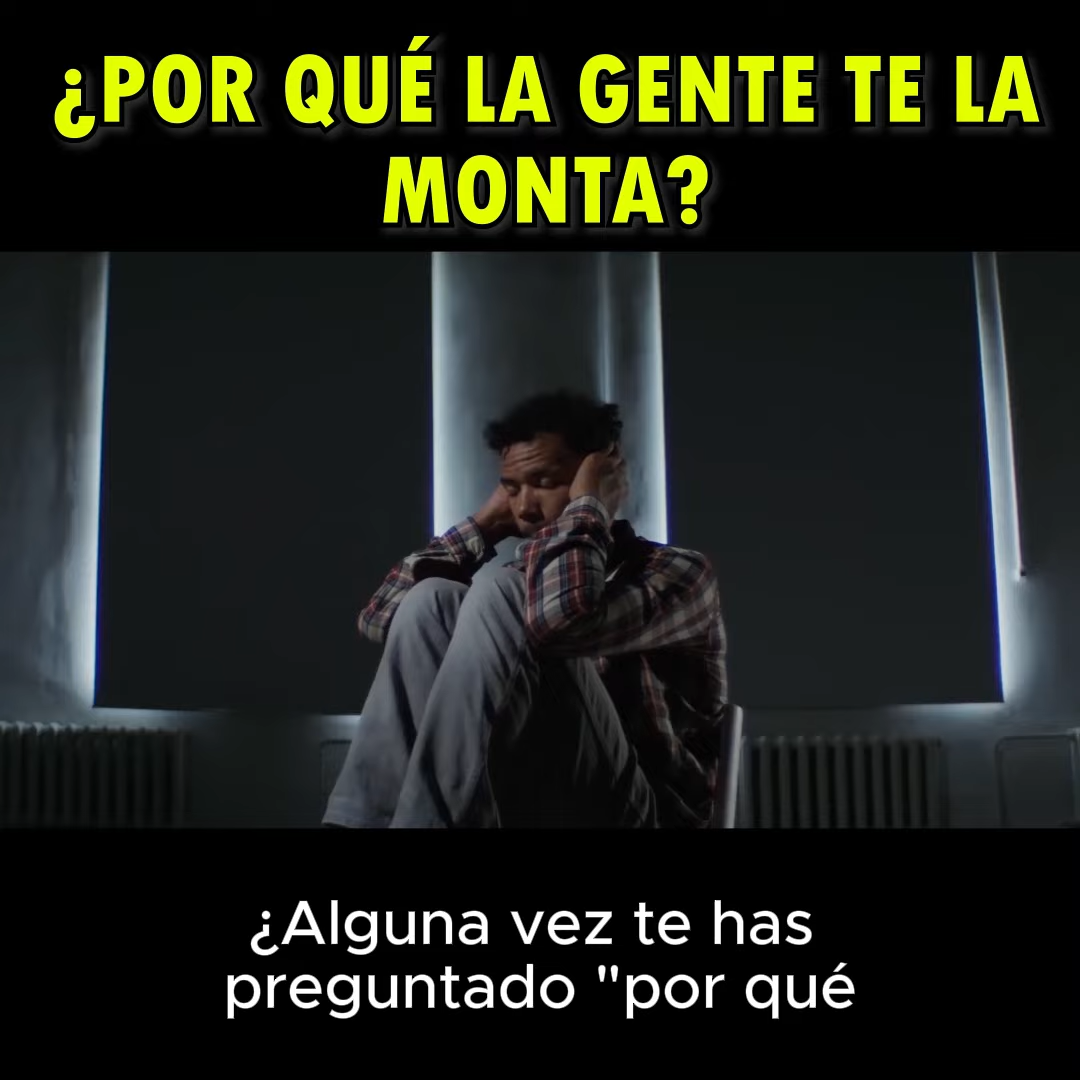 ¿POR QUÉ LA GENTE TE LA
MONTA?
¿Alguna vez te has
preguntado "por qué